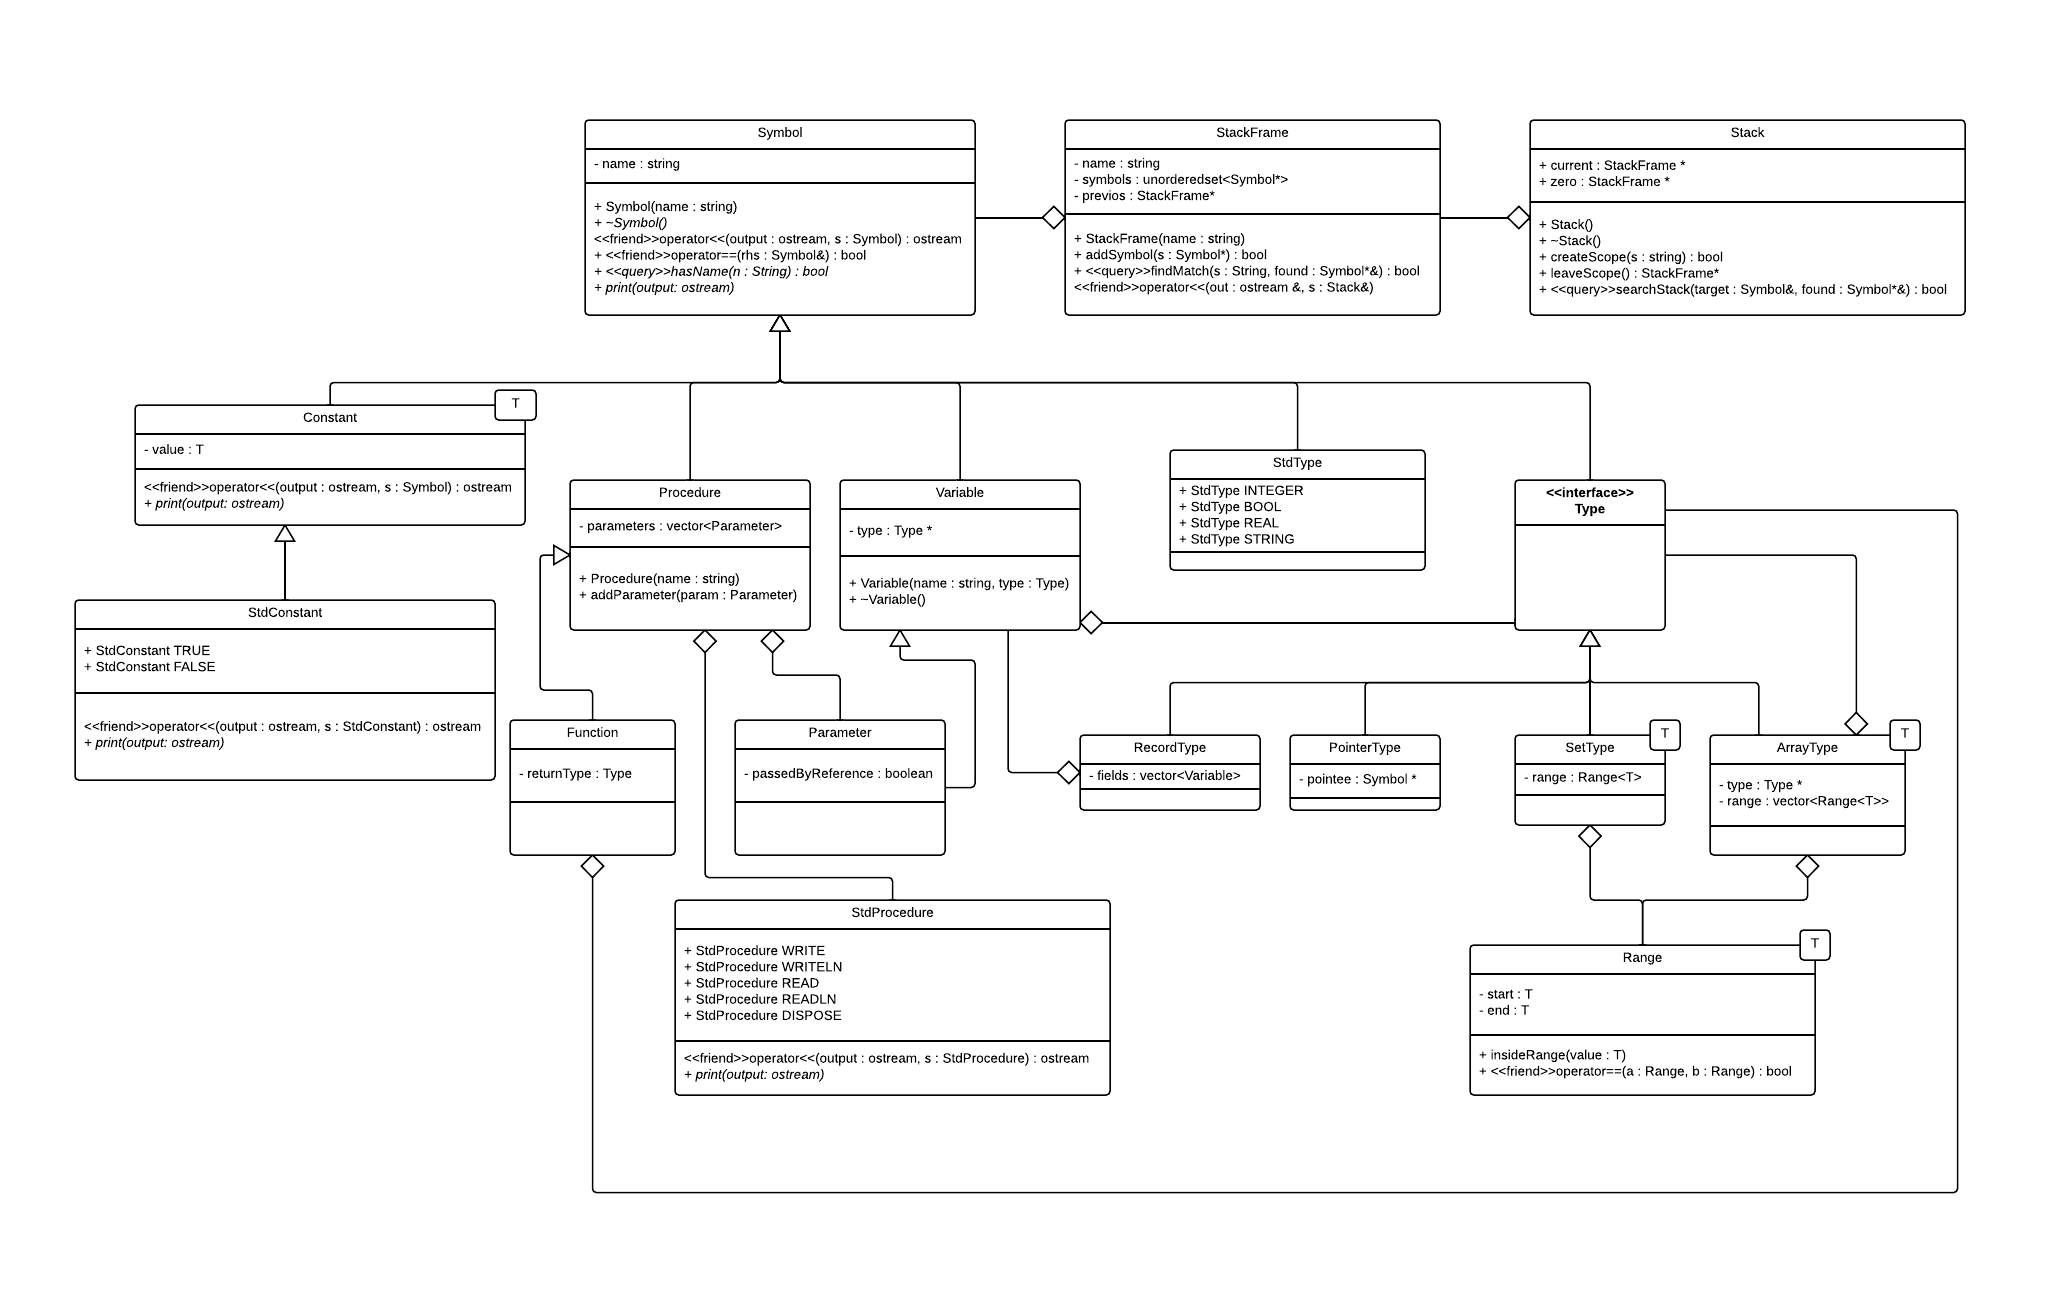 Symbol
- name : string
+ Symbol(name : string)
+ ~Symbol()
<<friend>>operator<<(output : ostream, s : Symbol) : ostream
+ <<friend>>operator==(rhs : Symbol&) : bool
+ <<query>>hasName(n : String) : bool
+ print(output: ostream)
StackFrame
- name : string
- symbols : unorderedset<Symbol*>
- previos : StackFrame*
+ StackFrame(name : string)
+ addSymbol(s : Symbol*) : bool
+ <<query>>findMatch(s : String, found : Symbol*&) : bool
<<friend>>operator<<(out : ostream &, s : Stack&)
Stack
+ current : StackFrame *
+ zero : StackFrame *
+ Stack()
+ ~Stack()
+ createScope(s : string) : bool
+ leaveScope() : StackFrame*
+ <<query>>searchStack(target : Symbol&, found : Symbol*&) : bool
T
Constant
- value : T
<<friend>>operator<<(output : ostream, s : Symbol) : ostream
+ print(output: ostream)
Procedure
- parameters : vector<Parameter>
+ Procedure(name : string)
+ addParameter(param : Parameter)
Variable
- type : Type *
+ Variable(name : string, type : Type)
+ ~Variable()
StdType
+ StdType INTEGER
+ StdType BOOL
+ StdType REAL
+ StdType STRING
<<interface>>
Type
StdConstant
+ StdConstant TRUE
+ StdConstant FALSE
<<friend>>operator<<(output : ostream, s : StdConstant) : ostream
+ print(output: ostream)
Function
- returnType : Type
Parameter
- passedByReference : boolean
RecordType
- fields : vector<Variable>
PointerType
- pointee : Symbol *
T
SetType
- range : Range<T>
T
ArrayType
- type : Type *
- range : vector<Range<T>>
StdProcedure
+ StdProcedure WRITE
+ StdProcedure WRITELN
+ StdProcedure READ
+ StdProcedure READLN
+ StdProcedure DISPOSE
<<friend>>operator<<(output : ostream, s : StdProcedure) : ostream
+ print(output: ostream)
T
Range
- start : T
- end : T
+ insideRange(value : T)
+ <<friend>>operator==(a : Range, b : Range) : bool